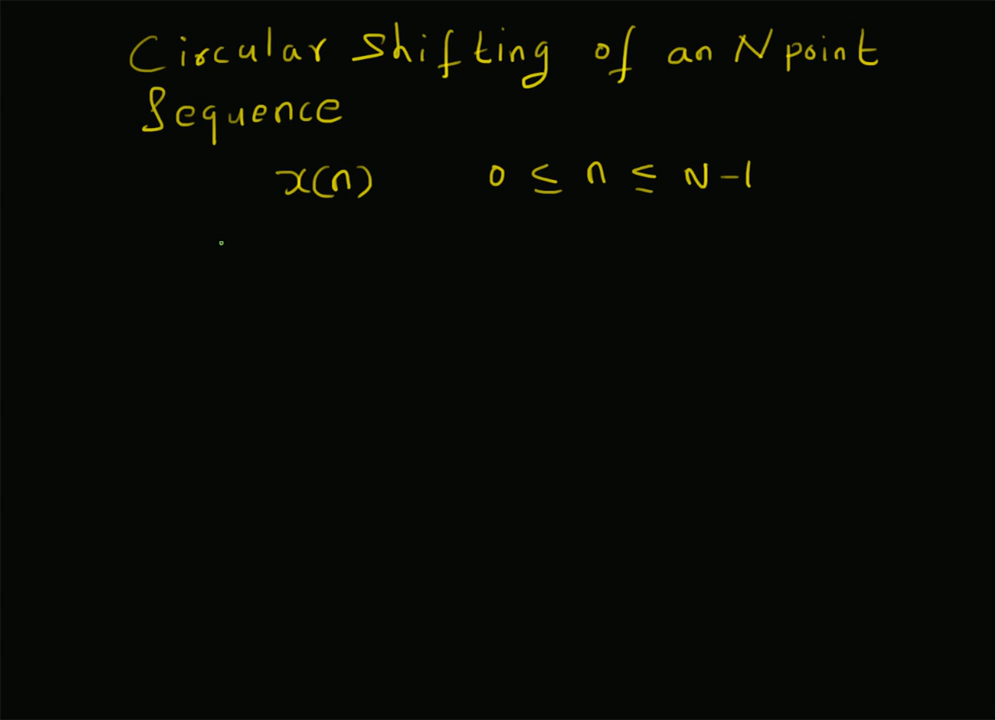 Circular Shifting of an N point
Sequence
x(n) 0 ≤ n ≤ N-1